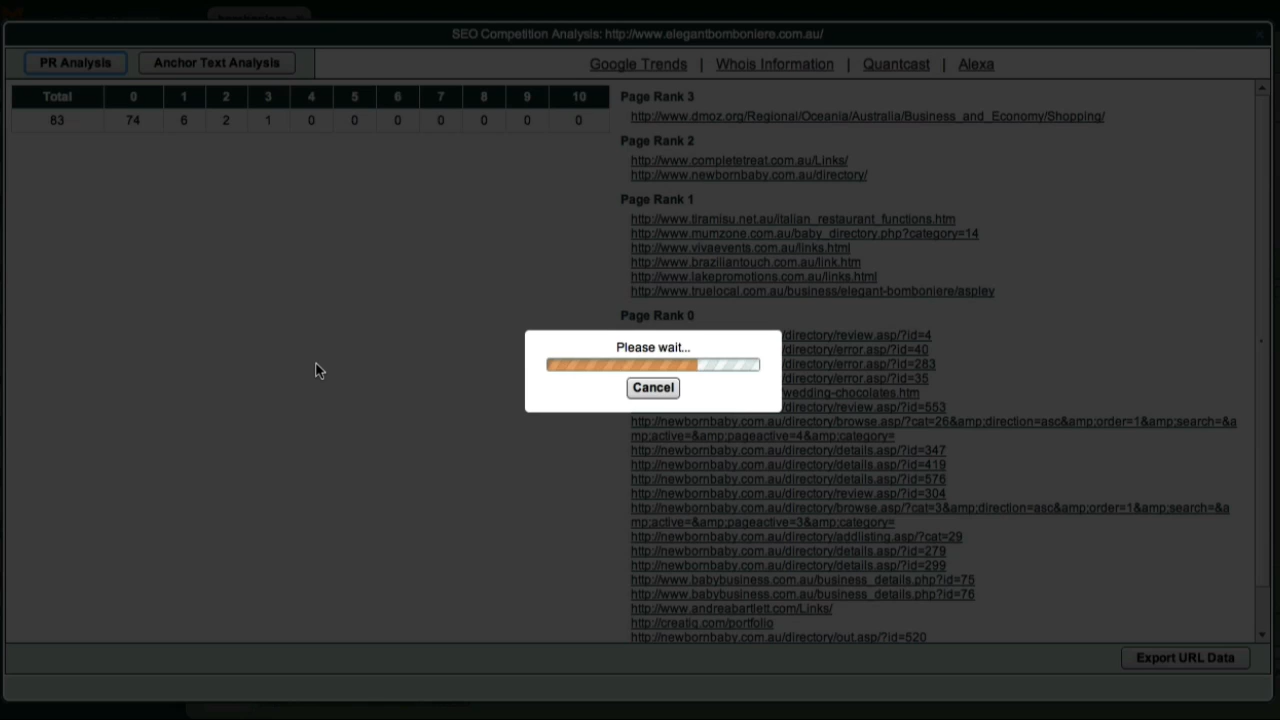 SEO Competition Analysis: http://www.elegantbomboniere.com.au/
PR Analysis Anchor Text Analysis Google Trends | Whois Information | Quantcast | Alexa
Total 0 1 2 3 4 5 6 7 8 9 10
83 74 6 2 1 0 0 0 0 0 0 0
Page Rank 3
http://www.dmoz.org/Regional/Oceania/Australia/Business_and_Economy/Shopping/
Page Rank 2
http://www.completetreat.com.au/Links/
http://www.newbornbaby.com.au/directory/
Page Rank 1
http://www.tiramisu.net.au/italian_restaurant_functions.htm
http://www.mumzone.com.au/baby_directory.php?category=14
http://www.vivaevents.com.au/links.html
http://www.braziliantouch.com.au/link.htm
http://www.lakepromotions.com.au/links.html
http://www.truelocal.com.au/business/elegant-bomboniere/aspley
Page Rank 0
/directory/review.asp/?id=4
/directory/error.asp/?id=40
/directory/error.asp/?id=283
/directory/error.asp/?id=35
/wedding-chocolates.htm
/directory/review.asp/?id=553
http://newbornbaby.com.au/directory/browse.asp/?cat=26&amp;direction=asc&amp;order=1&amp;search=&a
mp;active=&amp;pageactive=4&amp;category=
http://newbornbaby.com.au/directory/details.asp/?id=347
http://newbornbaby.com.au/directory/details.asp/?id=419
http://newbornbaby.com.au/directory/details.asp/?id=576
http://newbornbaby.com.au/directory/review.asp/?id=304
http://newbornbaby.com.au/directory/browse.asp/?cat=3&amp;direction=asc&amp;order=1&amp;search=&a
mp;active=&amp;pageactive=3&amp;category=
http://newbornbaby.com.au/directory/addlisting.asp/?cat=29
http://newbornbaby.com.au/directory/details.asp/?id=279
http://newbornbaby.com.au/directory/details.asp/?id=299
http://www.babybusiness.com.au/business_details.php?id=75
http://www.babybusiness.com.au/business_details.php?id=76
http://www.andreabartlett.com/Links/
http://creatiq.com/portfolio
http://newbornbaby.com.au/directory/out.asp/?id=520
Please wait...
Cancel
Export URL Data